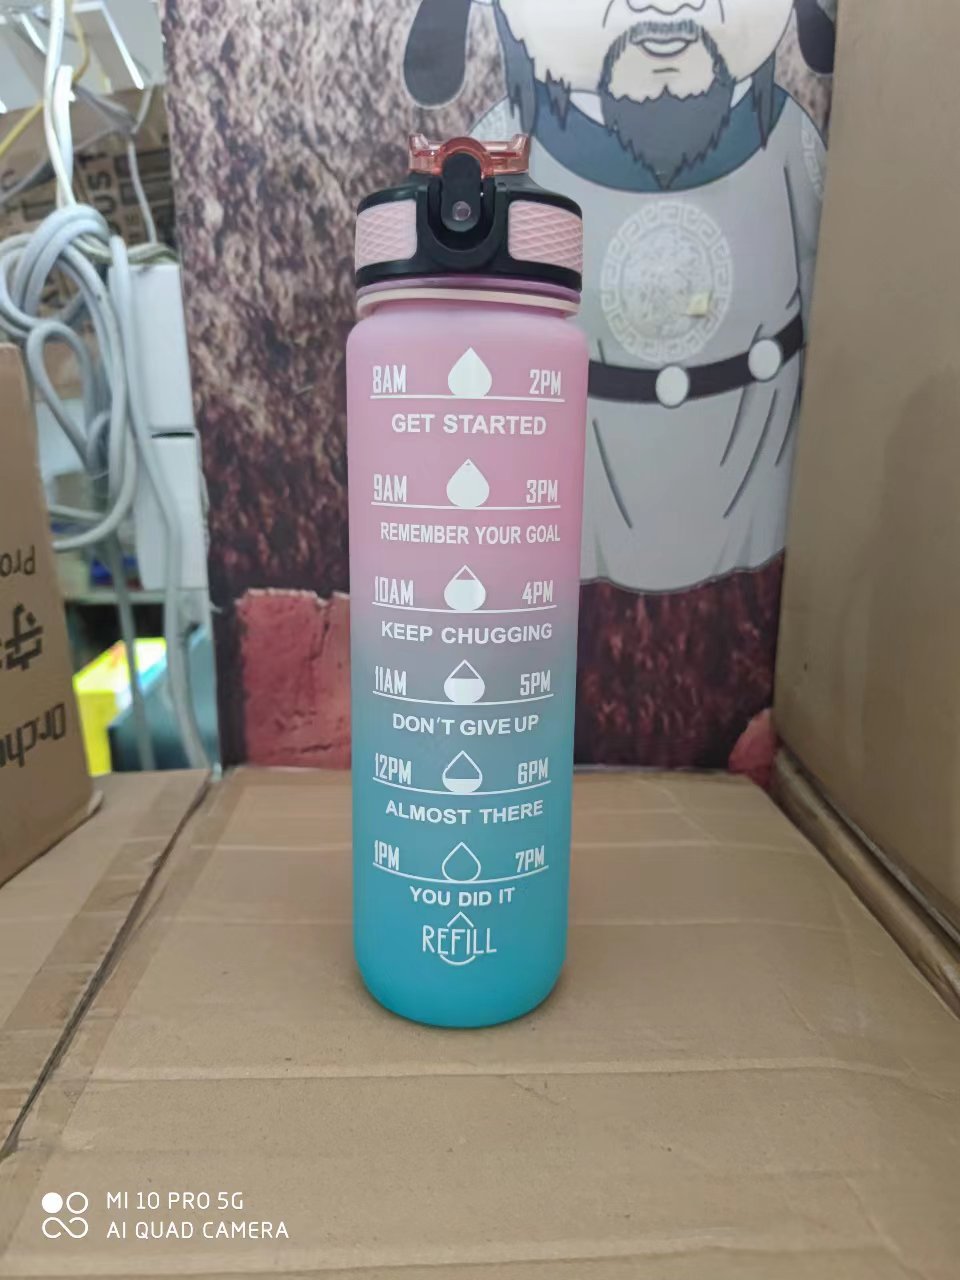 8AM 2PM
GET STARTED
9AM 3PM
REMEMBER YOUR GOAL
10AM 4PM
KEEP CHUGGING
11AM 5PM
DON'T GIVE UP
12PM 6PM
ALMOST THERE
1PM 7PM
YOU DID IT
REFILL
MI 10 PRO 5G
AI QUAD CAMERA